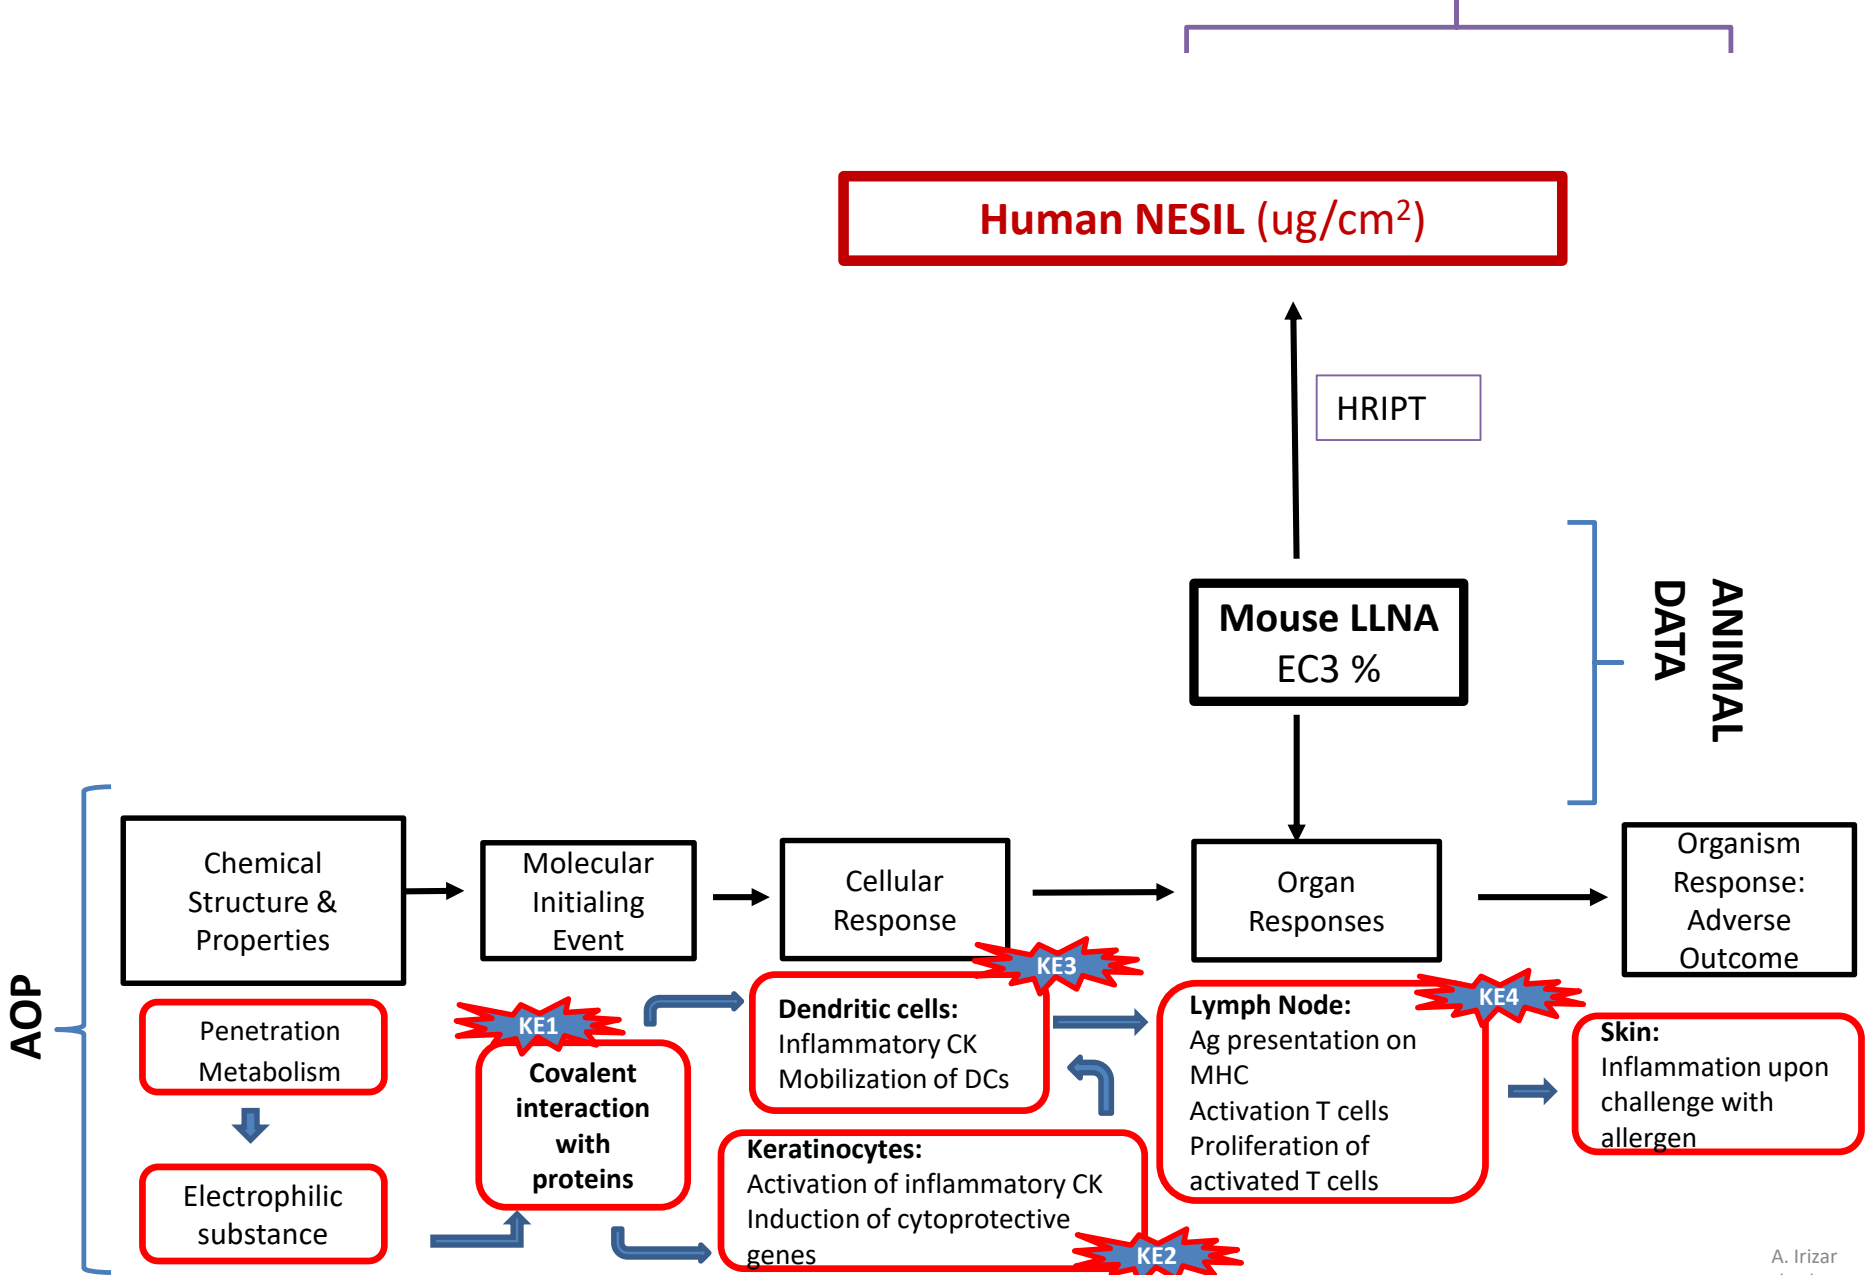 Human NESIL (ug/cm²)
HRIPT
Mouse LLNA
EC3 %
ANIMAL
DATA
AOP
Chemical
Structure &
Properties
Molecular
Initialing
Event
Cellular
Response
Organ
Responses
Organism
Response:
Adverse
Outcome
Penetration
Metabolism
Electrophilic
substance
KE1
Covalent
interaction
with
proteins
KE3
Dendritic cells:
Inflammatory CK
Mobilization of DCs
Keratinocytes:
Activation of inflammatory CK
Induction of cytoprotective
genes
KE2
KE4
Lymph Node:
Ag presentation on
MHC
Activation T cells
Proliferation of
activated T cells
Skin:
Inflammation upon
challenge with
allergen
A. Irizar